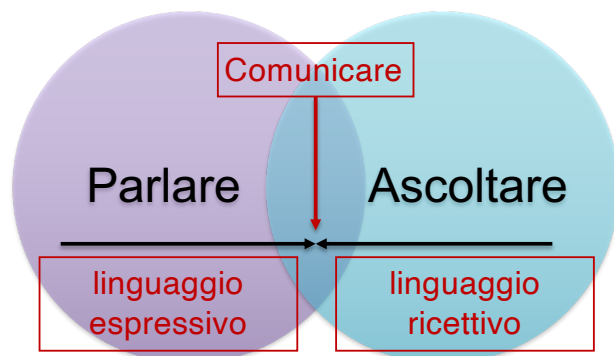 Comunicare
Parlare
Ascoltare
linguaggio
espressivo
linguaggio
ricettivo